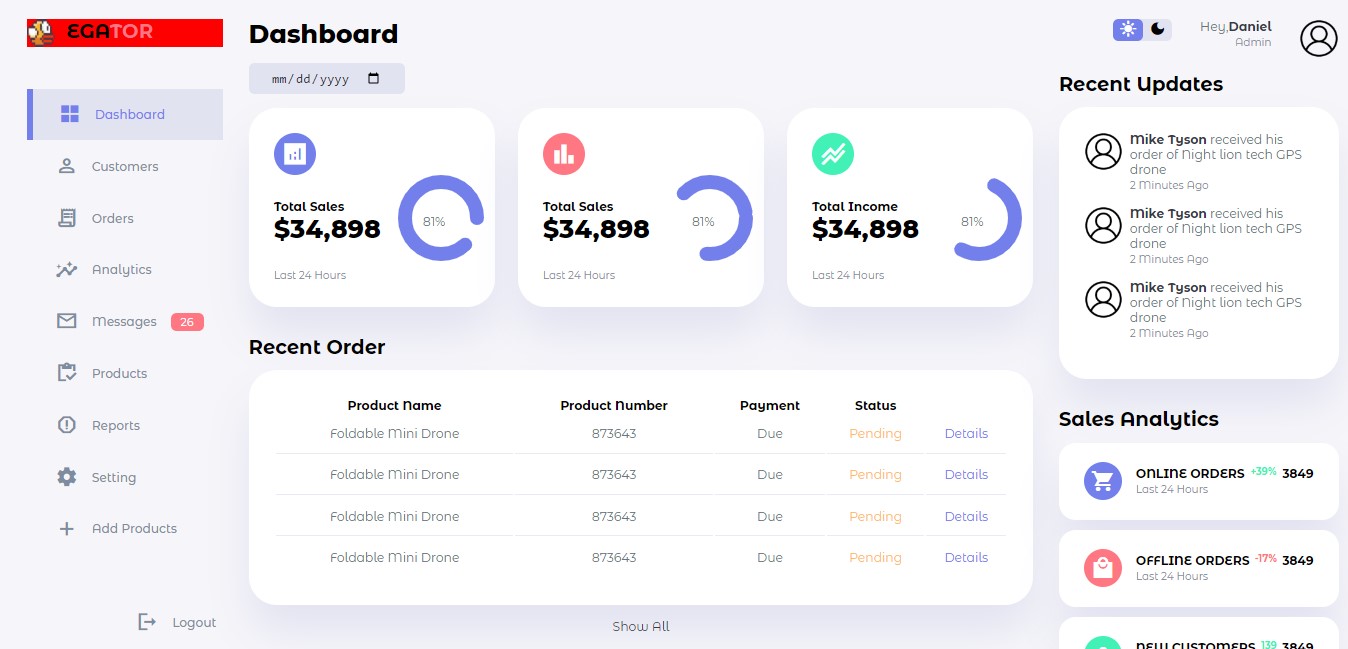 EGATOR
Dashboard
Customers
Orders
Analytics
Messages 26
Products
Reports
Setting
Add Products
Logout
Dashboard
mm/dd/yyyy
Total Sales
$34,898
81%
Last 24 Hours
Total Sales
$34,898
81%
Last 24 Hours
Total Income
$34,898
81%
Last 24 Hours
Recent Order
Product Name Product Number Payment Status
Foldable Mini Drone 873643 Due Pending Details
Foldable Mini Drone 873643 Due Pending Details
Foldable Mini Drone 873643 Due Pending Details
Foldable Mini Drone 873643 Due Pending Details
Show All
Hey,Daniel
Admin
Recent Updates
Mike Tyson received his
order of Night lion tech GPS
drone
2 Minutes Ago
Mike Tyson received his
order of Night lion tech GPS
drone
2 Minutes Ago
Mike Tyson received his
order of Night lion tech GPS
drone
2 Minutes Ago
Sales Analytics
ONLINE ORDERS +39% 3849
Last 24 Hours
OFFLINE ORDERS -17% 3849
Last 24 Hours
NEW CUSTOMERS 139 3849